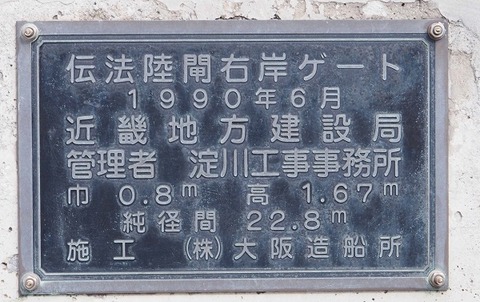 伝法陸閘右岸ゲート
1990年6月
近畿地方建設局
管理者 淀川工事事務所
巾 0.8m 高 1.67m
純径間 22.8m
施工 (株)大阪造船所